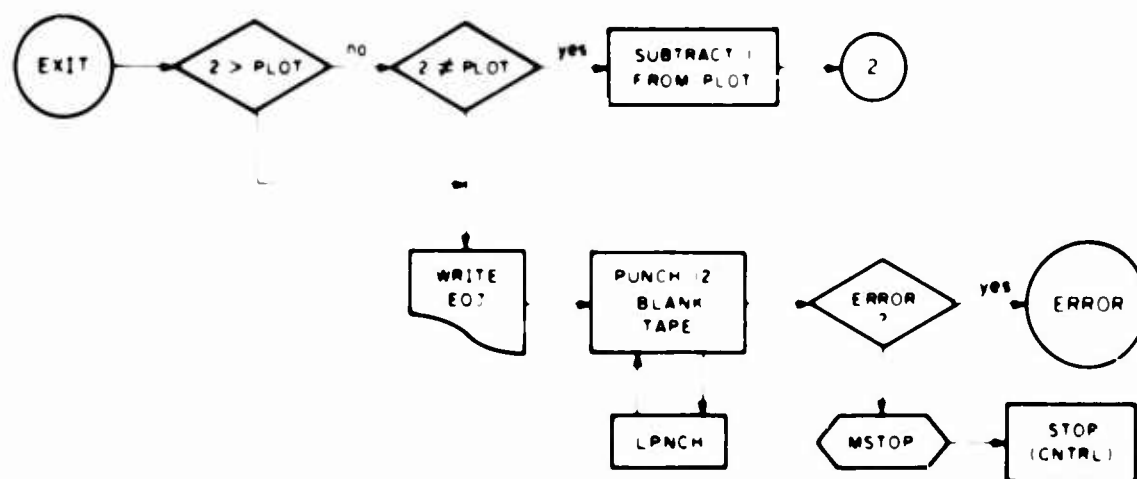 EXIT
2 > PLOT
no
2 ≠ PLOT
yes
SUBTRACT 1
FROM PLOT
2
WRITE
PUNCH 12
BLANK
TAPE
ERROR
?
yes
ERROR
LPNCH
MSTOP
STOP
(CNTRL)